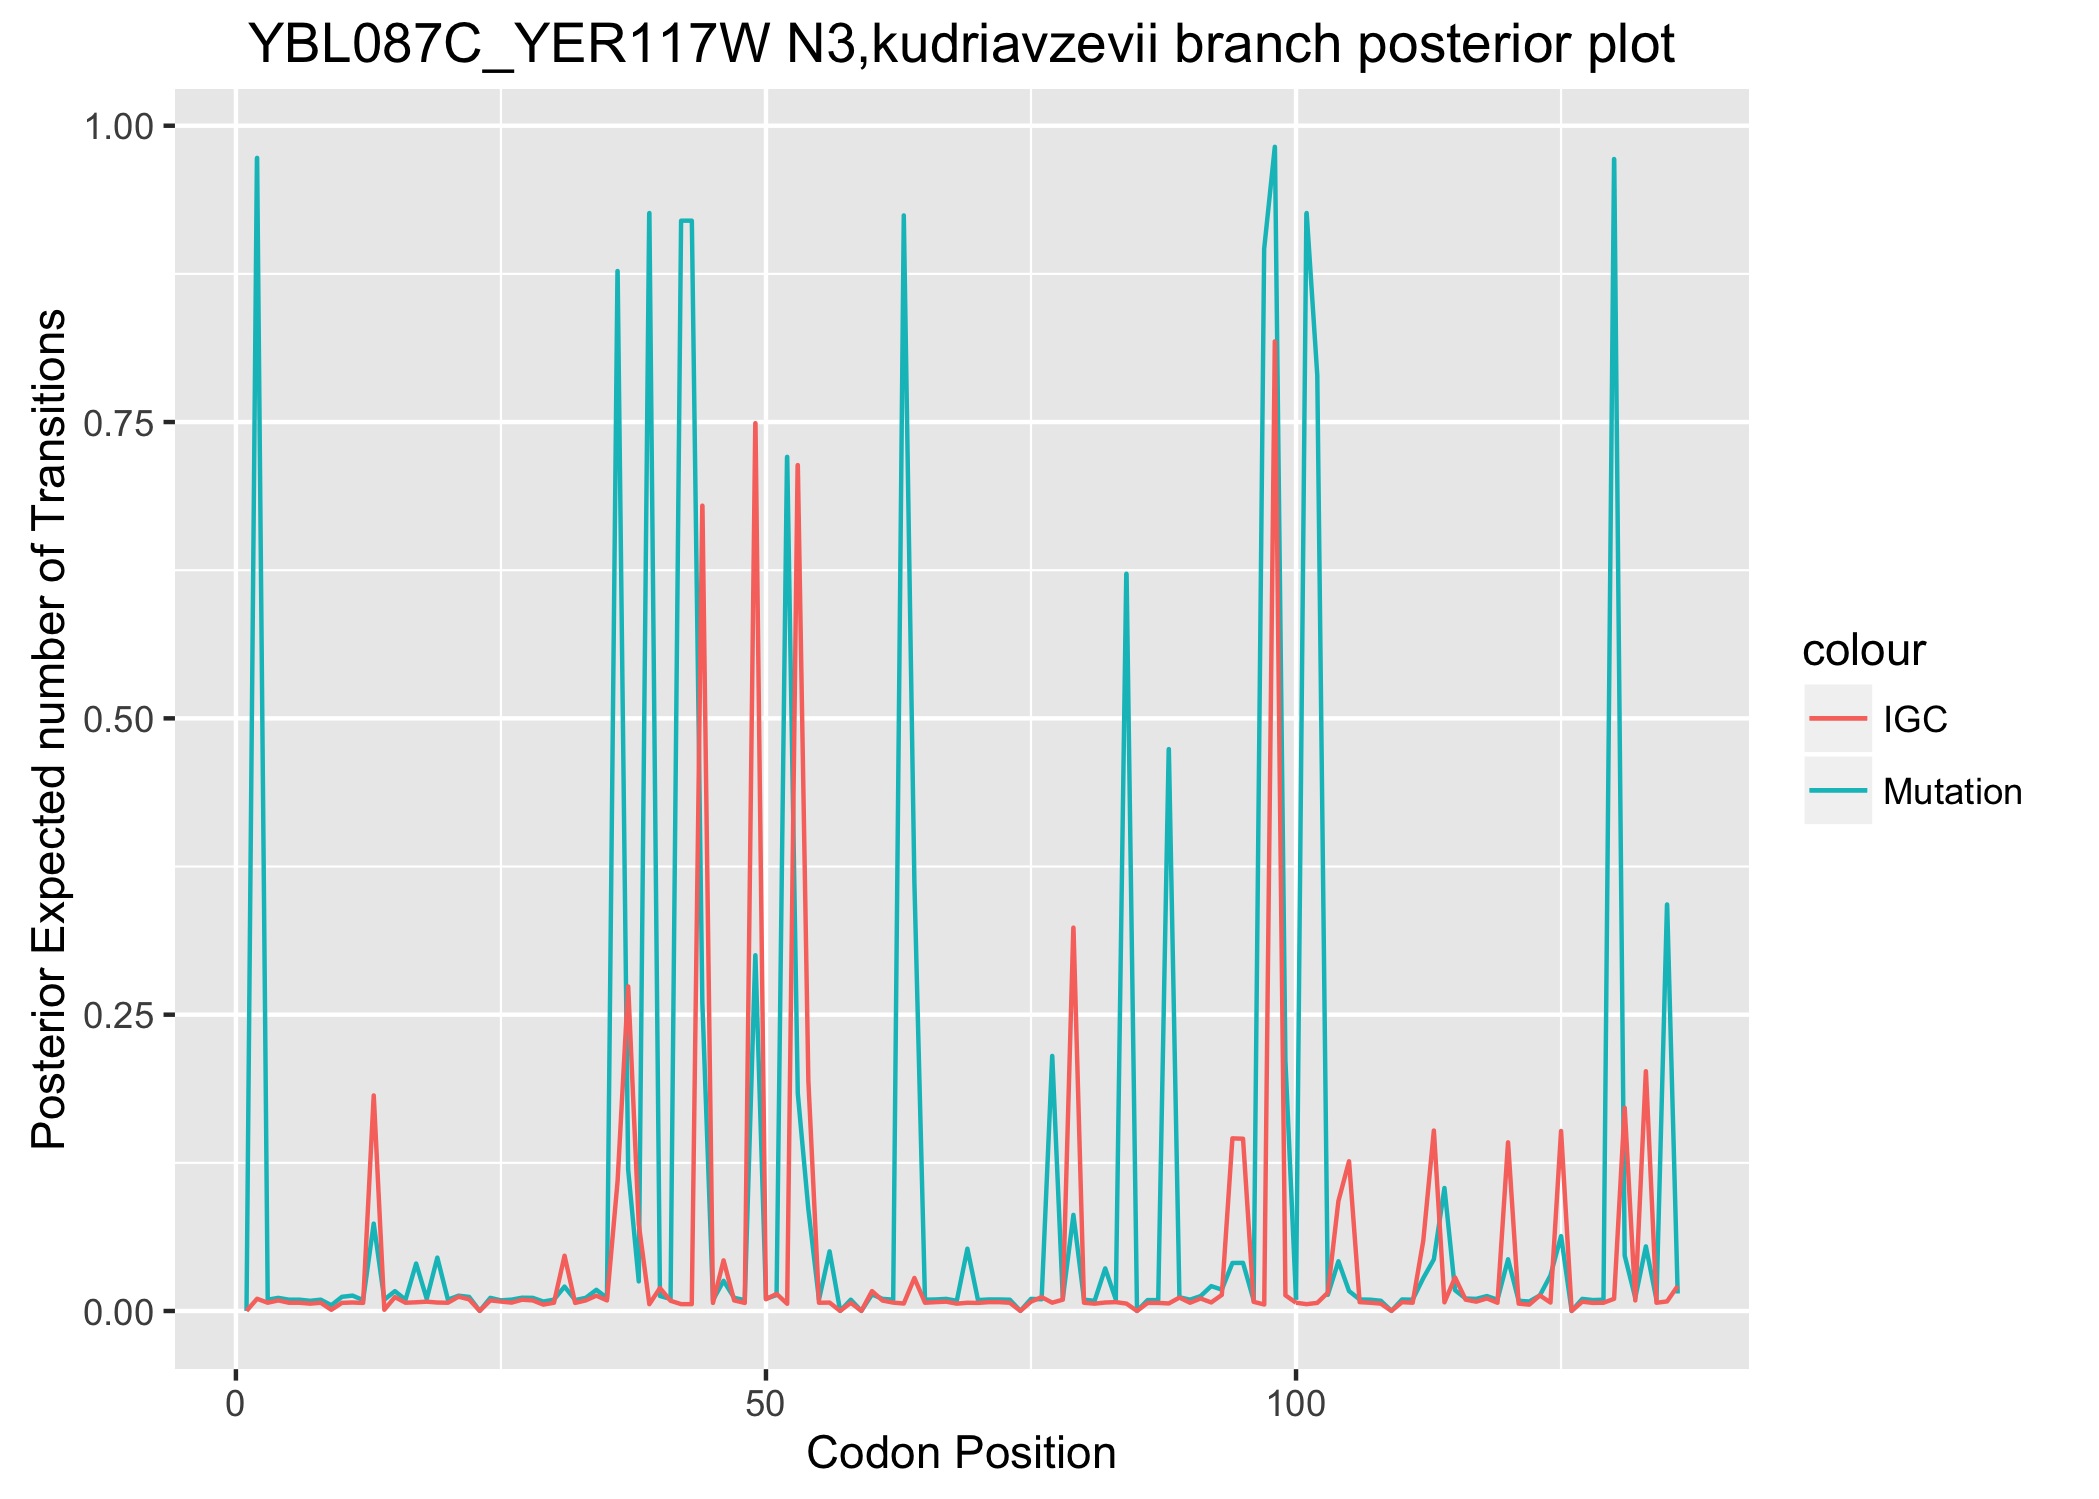 YBL087C_YER117W N3,kudriavzevii branch posterior plot
Posterior Expected number of Transitions
1.00
0.75
0.50
0.25
0.00
0
50
100
Codon Position
colour
IGC
Mutation